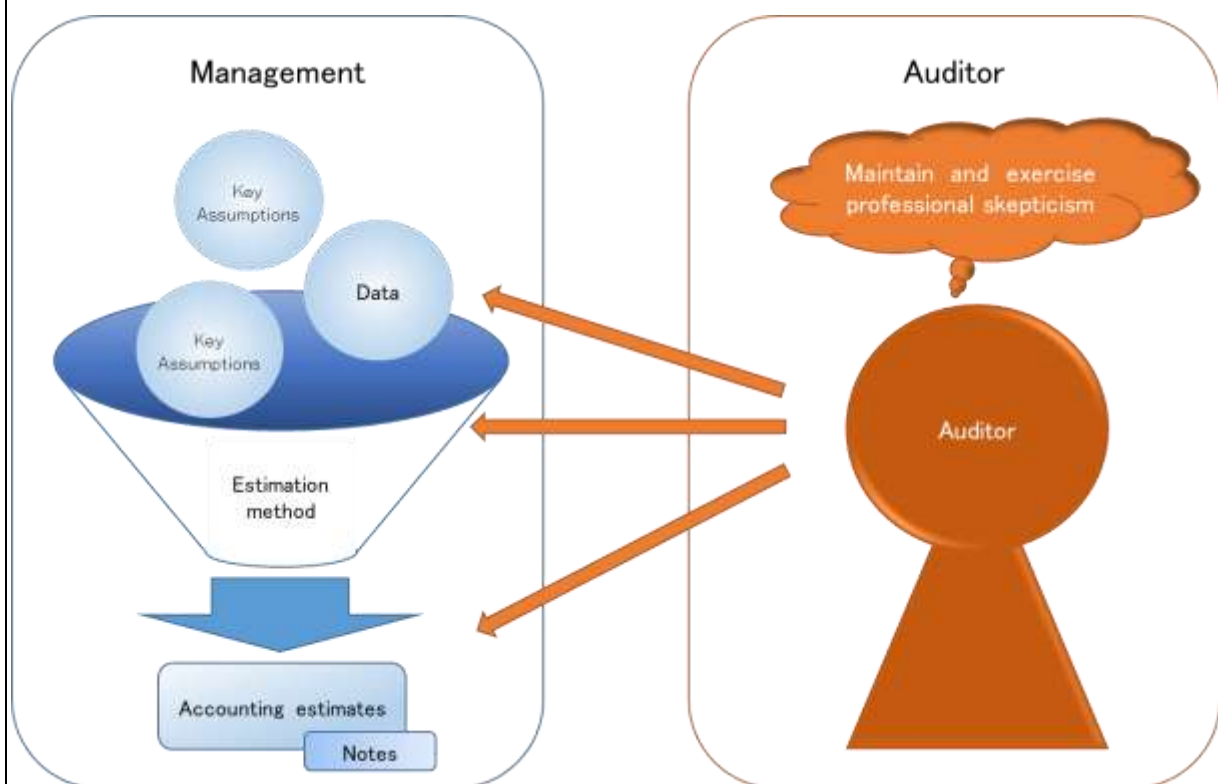 Management
Key
Assumptions
Data
Key
Assumptions
Estimation
method
Accounting estimates
Notes
Auditor
Maintain and exercise
professional skepticism
Auditor